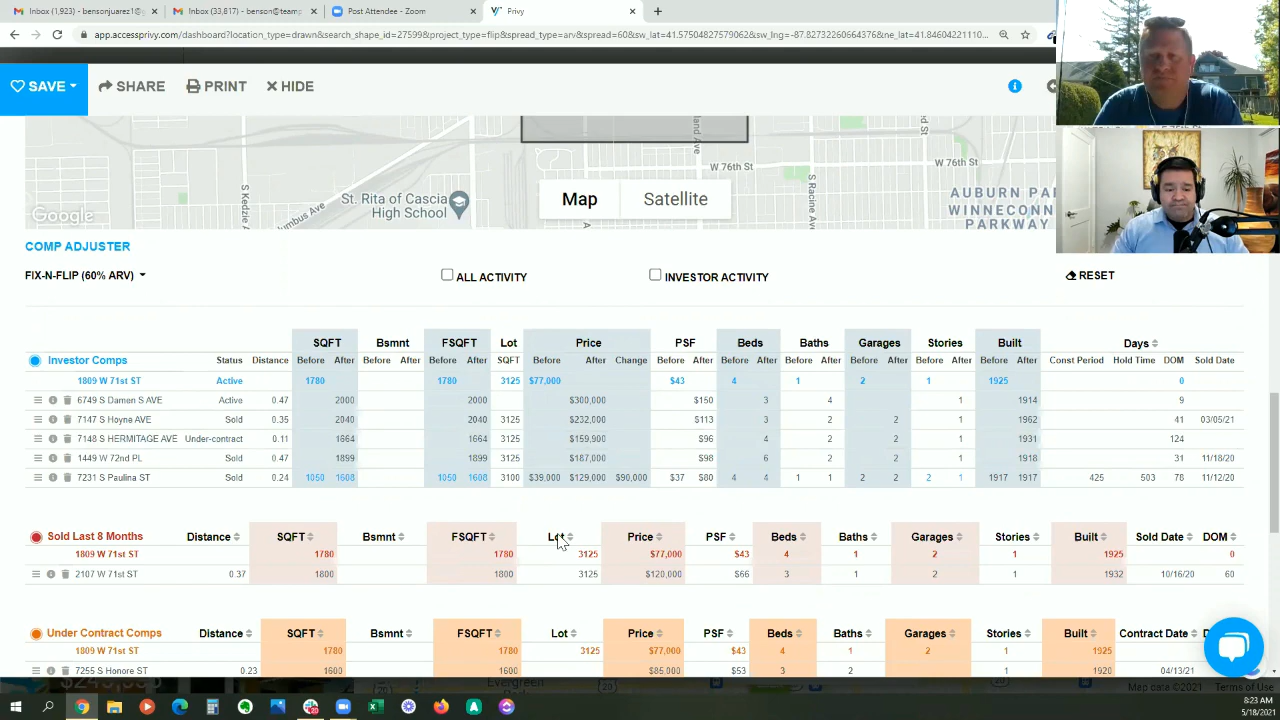 Inbox (1,923) - bensonjuarez1@g
Inbox (33,817) - benson@teamp
Post Attendee - Zoom
Privy
app.accessprivy.com/dashboard?location_type=drawn&search_shape_id=27599
SAVE SHARE PRINT HIDE
W 76th St
St. Rita of Cascia
High School
S Kedzie Ave
Columbus Ave
S Racine Ave
W 76th St
AUBURN PA
WINNECONN
PARKWAY
Map Satellite
Google
COMP ADJUSTER
FIX-N-FLIP (60% ARV) ALL ACTIVITY INVESTOR ACTIVITY RESET
SQFT Bsmnt FSQFT Lot Price PSF Beds Baths Garages Stories Built Days
Investor Comps Status Distance Before After Before After Before After SQFT Before After Change Before After Before After Before After Before After Before After Before After Const Period Hold Time DOM Sold Date
1809 W 71st ST Active 1780 1780 3125 $77,000 $43 4 1 2 1 1925 0
6749 S Damen S AVE Active 0.47 2000 2000 $300,000 $150 3 4 1 1914 9
7147 S Hoyne AVE Sold 0.35 2040 2040 3125 $232,000 $113 3 2 2 1 1962 41 03/05/21
7148 S HERMITAGE AVE Under-contract 0.11 1864 1864 3125 $159,900 $96 4 2 2 1 1931 124
1449 W 72nd PL Sold 0.47 1899 1899 3125 $187,000 $98 6 2 2 1 1918 31 11/18/20
7231 S Paulina ST Sold 0.24 1050 1608 1050 1608 3100 $39,000 $129,000 $90,000 $37 $80 4 4 1 1 2 2 2 1 1917 1917 425 503 78 11/12/20
Sold Last 8 Months Distance SQFT Bsmnt FSQFT Lot Price PSF Beds Baths Garages Stories Built Sold Date DOM
1809 W 71st ST 1780 1780 3125 $77,000 $43 4 1 2 1 1925 0
2107 W 71st ST 0.37 1800 1800 3125 $120,000 $66 3 1 2 1 1932 10/16/20 60
Under Contract Comps Distance SQFT Bsmnt FSQFT Lot Price PSF Beds Baths Garages Stories Built Contract Date
1809 W 71st ST 1780 1780 3125 $77,000 $43 4 1 2 1 1925
7255 S Honore ST 0.23 1600 1600 $85,000 $53 3 2 1 1920 04/13/21
Map data ©2021 Terms of Use
8:23 AM
5/18/2021